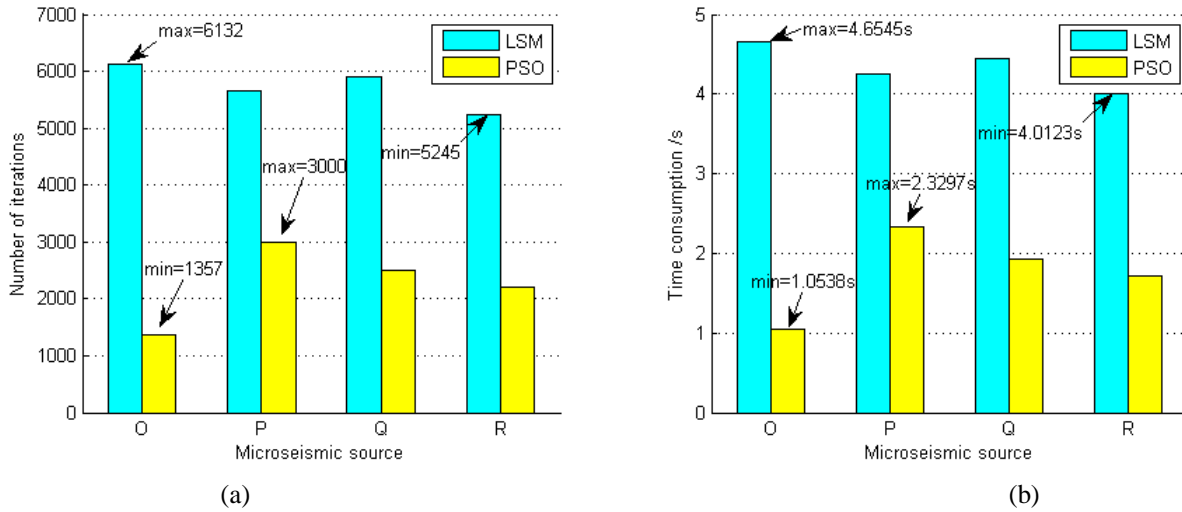 7000
6000
5000
4000
3000
2000
1000
0
Number of iterations
max=6132
min=1357
max=3000
min=5245
LSM
PSO
O P Q R
Microseismic source
(a)
5
4
3
2
1
0
Time consumption /s
max=4.6545s
min=1.0538s
max=2.3297s
min=4.0123s
LSM
PSO
O P Q R
Microseismic source
(b)